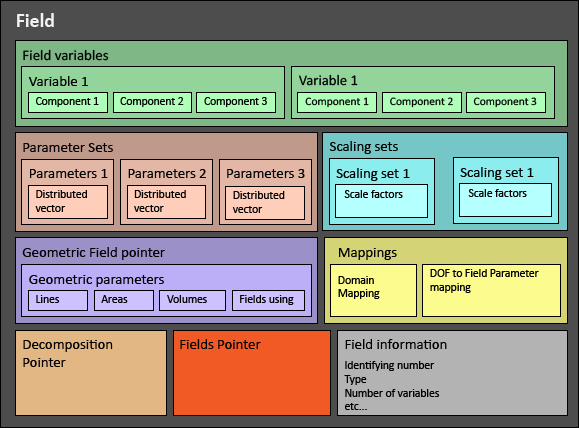 Field
Field variables
Variable 1
Component 1
Component 2
Component 3
Variable 1
Component 1
Component 2
Component 3
Parameter Sets
Parameters 1
Distributed
vector
Parameters 2
Distributed
vector
Parameters 3
Distributed
vector
Scaling sets
Scaling set 1
Scale factors
Scaling set 1
Scale factors
Geometric Field pointer
Geometric parameters
Lines
Areas
Volumes
Fields using
Mappings
Domain
Mapping
DOF to Field Parameter
mapping
Decomposition
Pointer
Fields Pointer
Field information
Identifying number
Type
Number of variables
etc...